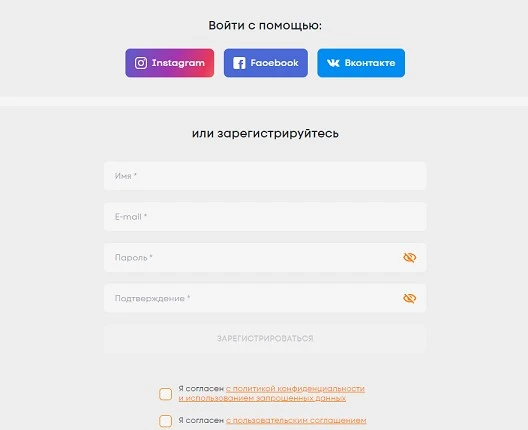 Войти с помощью:
Instagram
Facebook
Вконтакте
или зарегистрируйтесь
Имя *
E-mail *
Пароль *
Подтверждение *
ЗАРЕГИСТРИРОВАТЬСЯ
Я согласен с политикой конфиденциальности
и использованием запрошенных данных
Я согласен с пользовательским соглашением